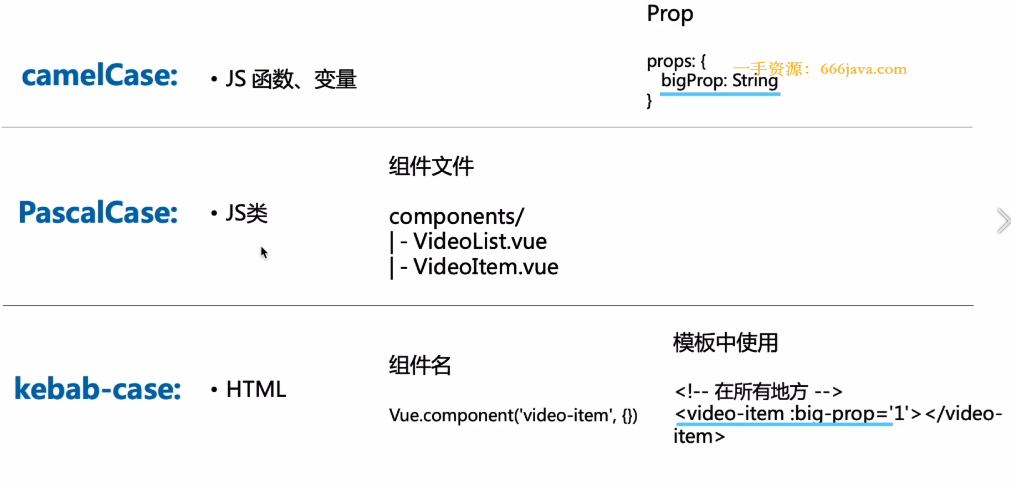 Prop
camelCase:
• JS 函数、变量
props: {
一手资源：666java.com
bigProp: String
}
组件文件
PascalCase:
• JS类
components/
| - VideoList.vue
| - VideoItem.vue
模板中使用
组件名
kebab-case:
• HTML
<!-- 在所有地方 -->
Vue.component('video-item', {})
<video-item :big-prop='1'></video-
item>